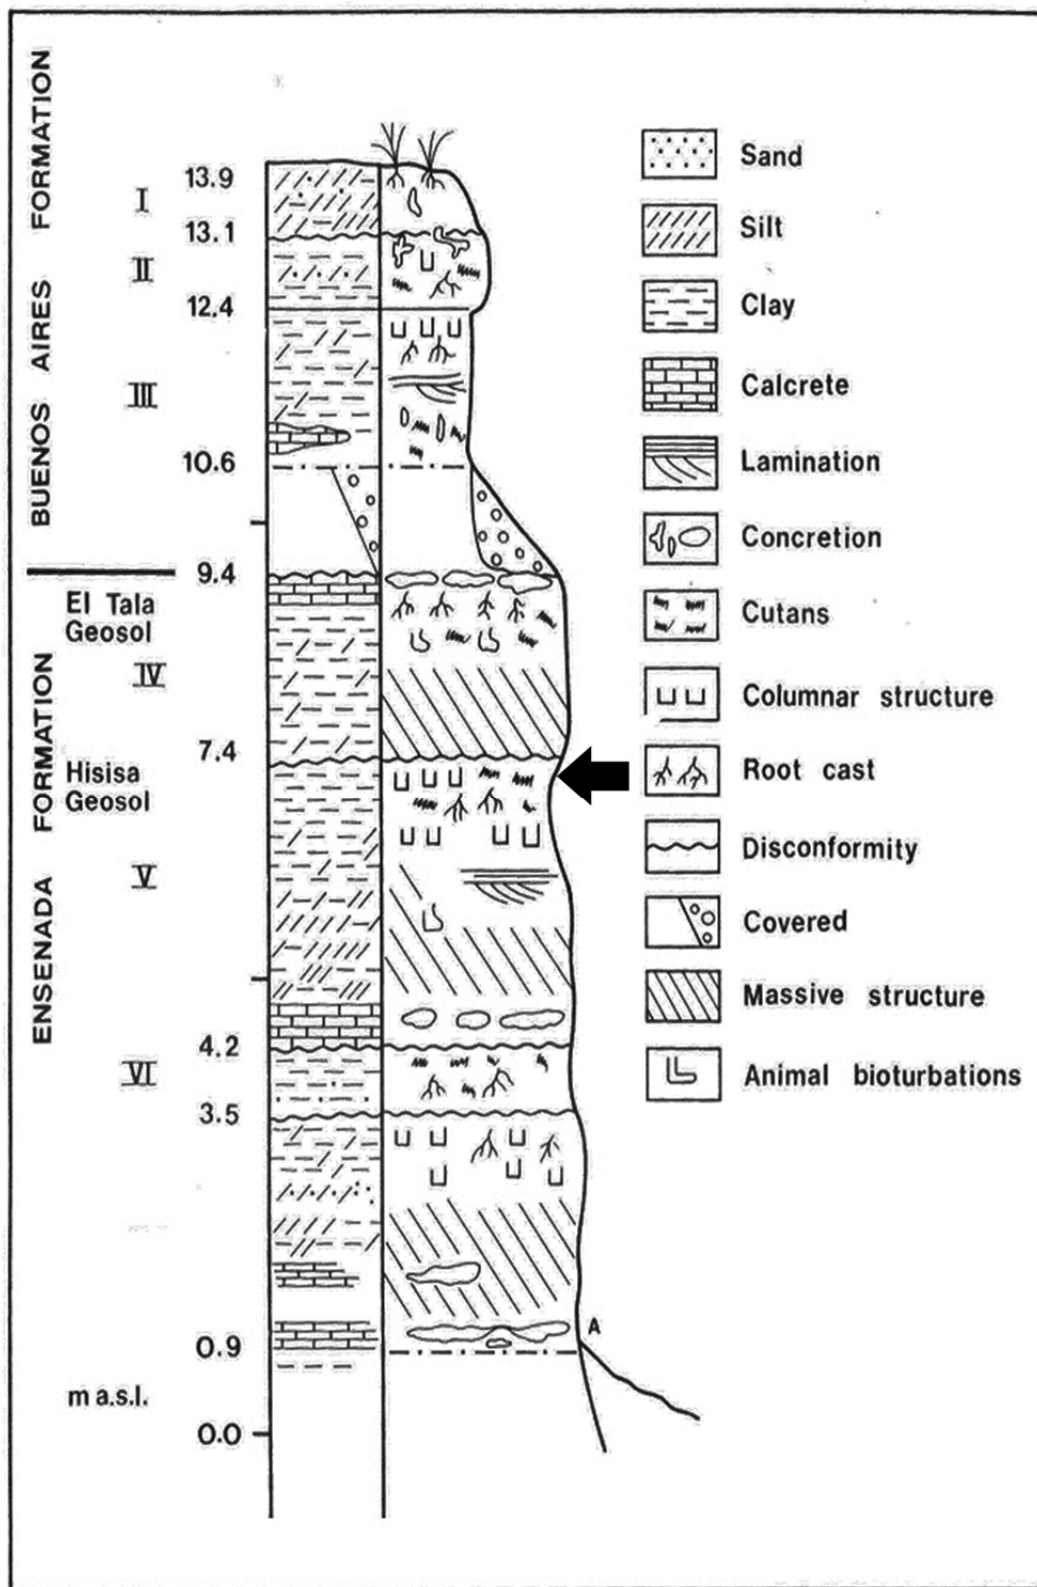 BUENOS AIRES FORMATION
ENSENADA FORMATION
I
II
III
El Tala
Geosol
IV
Hisisa
Geosol
V
VI
m a.s.l.
13.9
13.1
12.4
10.6
9.4
7.4
4.2
3.5
0.9
0.0
A
Sand
Silt
Clay
Calcrete
Lamination
Concretion
Cutans
Columnar structure
Root cast
Disconformity
Covered
Massive structure
Animal bioturbations